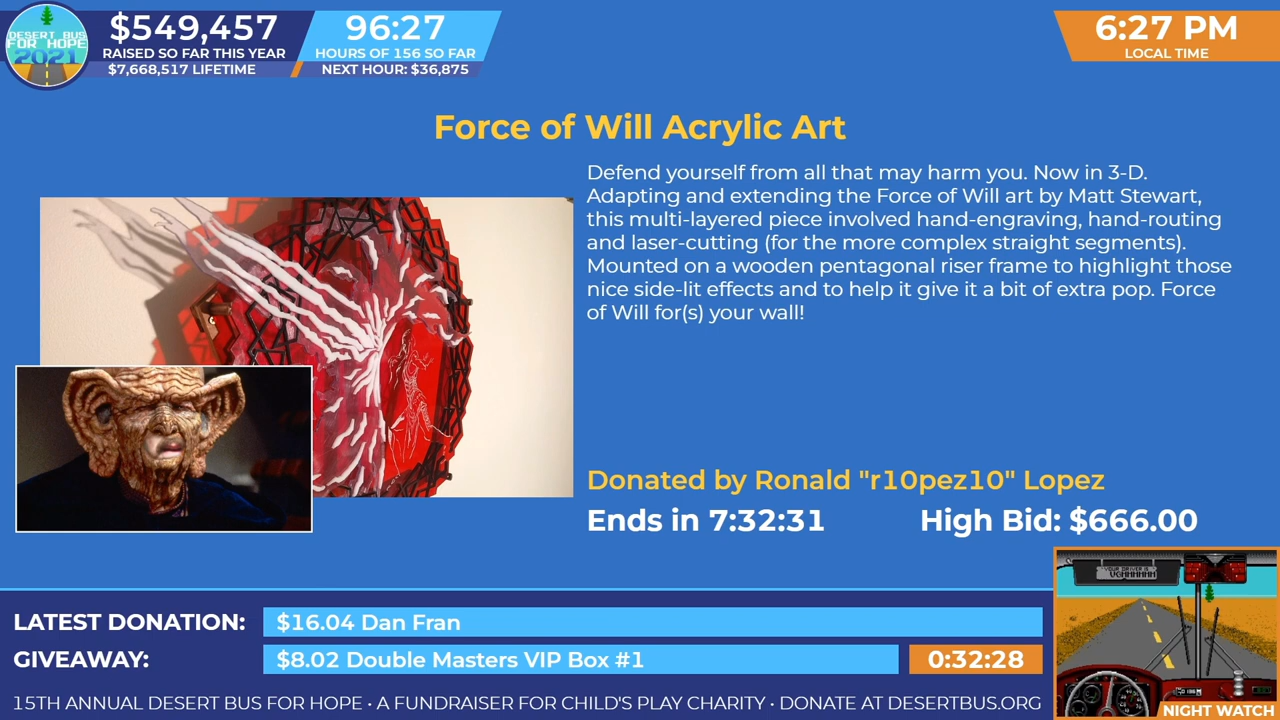 DESERT BUS
FOR HOPE
2021
$549,457
RAISED SO FAR THIS YEAR
$7,668,517 LIFETIME
96:27
HOURS OF 156 SO FAR
NEXT HOUR: $36,875
6:27 PM
LOCAL TIME
Force of Will Acrylic Art
Defend yourself from all that may harm you. Now in 3-D.
Adapting and extending the Force of Will art by Matt Stewart,
this multi-layered piece involved hand-engraving, hand-routing
and laser-cutting (for the more complex straight segments).
Mounted on a wooden pentagonal riser frame to highlight those
nice side-lit effects and to help it give it a bit of extra pop. Force
of Will for(s) your wall!
Donated by Ronald "r10pez10" Lopez
Ends in 7:32:31
High Bid: $666.00
LATEST DONATION:
$16.04 Dan Fran
GIVEAWAY:
$8.02 Double Masters VIP Box #1
0:32:28
15TH ANNUAL DESERT BUS FOR HOPE · A FUNDRAISER FOR CHILD'S PLAY CHARITY · DONATE AT DESERTBUS.ORG
NIGHT WATCH